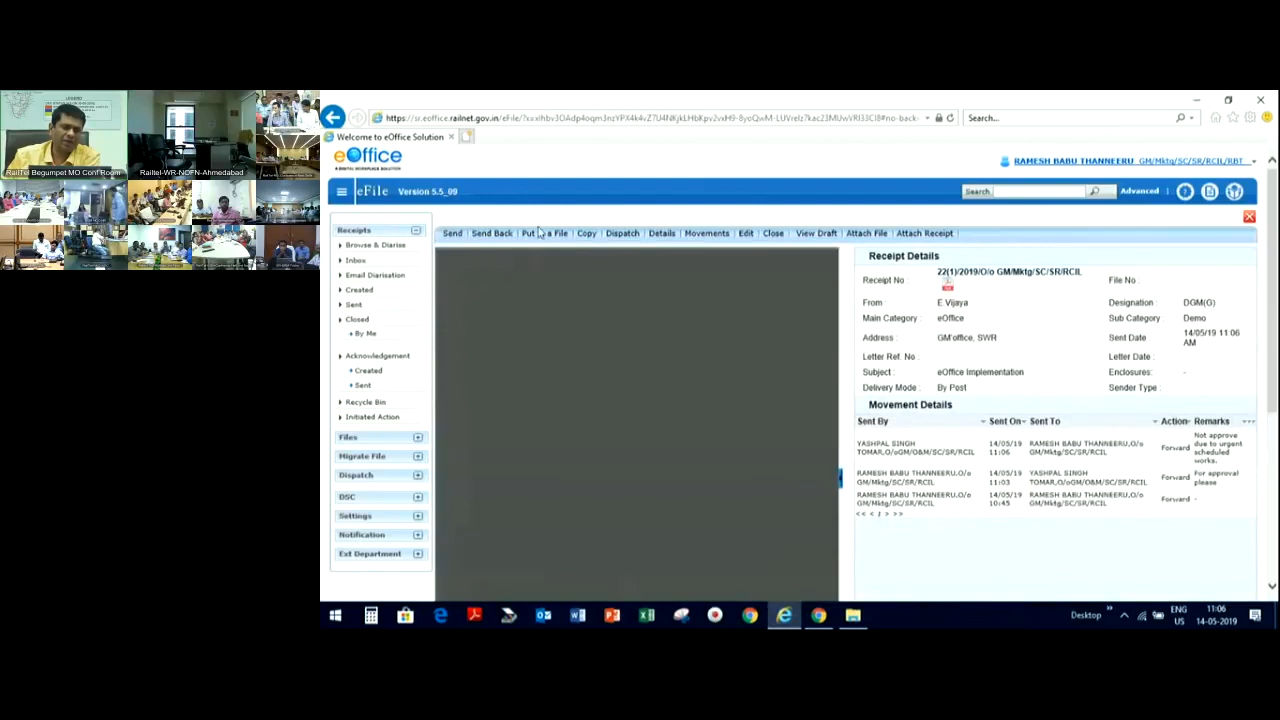 LEGEND
RailTel Begumpet MO Conf Room
Railtel-WR-NOFN-Ahmedabad
Search...
Welcome to eOffice Solution
eOffice
A DIGITAL WORKPLACE SOLUTION
RAMESH BABU THANNEERU GM/Mktg/SC/SR/RCIL/RBT
eFile Version 5.5_09
Search
Advanced
Receipts
Browse & Diarise
Inbox
Email Diarisation
Created
Sent
Closed
By Me
Acknowledgement
Created
Sent
Recycle Bin
Initiated Action
Files
Migrate File
Dispatch
DSC
Settings
Notification
Ext Department
Send | Send Back | Put a File | Copy | Dispatch | Details | Movements | Edit | Close | View Draft | Attach File | Attach Receipt
Receipt Details
Receipt No 22(1)/2019/O/o GM/Mktg/SC/SR/RCIL File No
From : E Vijaya Designation : DGM(G)
Main Category : eOffice Sub Category : Demo
Address : GM'office, SWR Sent Date 14/05/19 11:06
AM
Letter Ref. No : Letter Date :
Subject : eOffice Implementation Enclosures : -
Delivery Mode : By Post Sender Type :
Movement Details
Sent By Sent On Sent To Action Remarks
YASHPAL SINGH TOMAR,O/oGM/O&M/SC/SR/RCIL 14/05/19 11:06 RAMESH BABU THANNEERU,O/o GM/Mktg/SC/SR/RCIL Forward Not approve due to urgent scheduled works.
RAMESH BABU THANNEERU,O/o GM/Mktg/SC/SR/RCIL 14/05/19 11:03 YASHPAL SINGH TOMAR,O/oGM/O&M/SC/SR/RCIL Forward For approval please
RAMESH BABU THANNEERU,O/o GM/Mktg/SC/SR/RCIL 14/05/19 10:45 RAMESH BABU THANNEERU,O/o GM/Mktg/SC/SR/RCIL Forward -
<< < 1 > >>
Desktop
ENG
US
11:06
14-05-2019